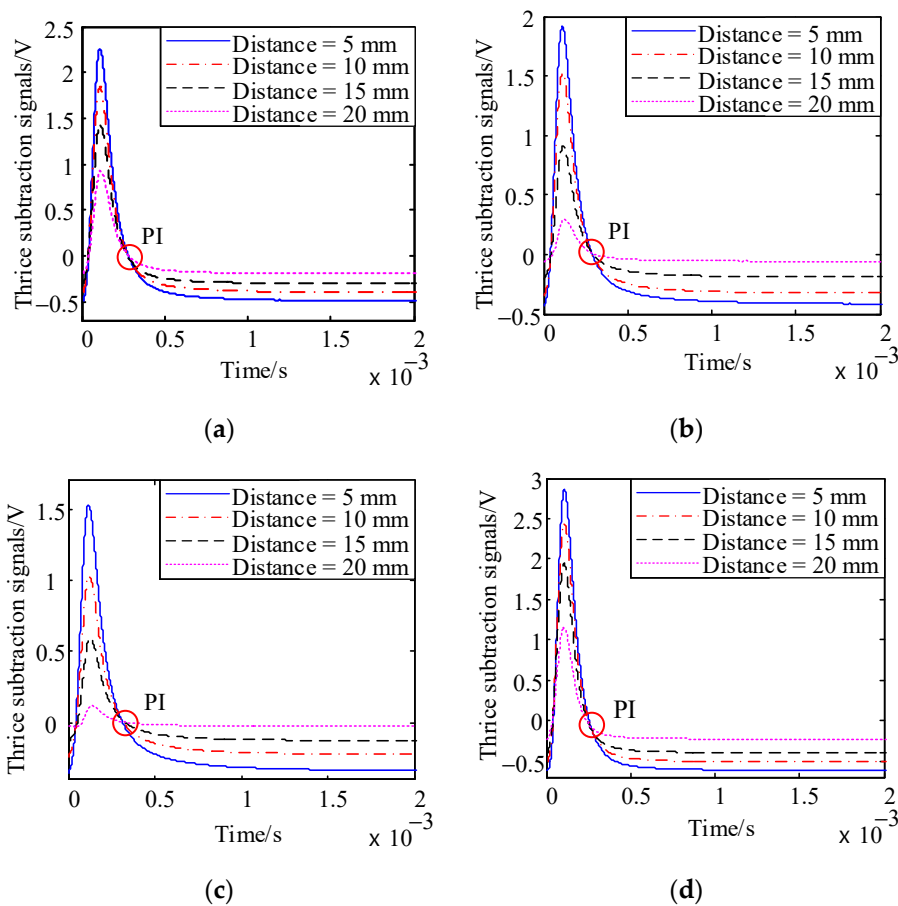 Thrice subtraction signals/V
2.5
2
1.5
1
0.5
0
−0.5
Distance = 5 mm
Distance = 10 mm
Distance = 15 mm
Distance = 20 mm
PI
0 0.5 1 1.5 2
Time/s
x 10⁻³
(a)
Thrice subtraction signals/V
2
1.5
1
0.5
0
−0.5
Distance = 5 mm
Distance = 10 mm
Distance = 15 mm
Distance = 20 mm
PI
0 0.5 1 1.5 2
Time/s
x 10⁻³
(b)
Thrice subtraction signals/V
1.5
1
0.5
0
Distance = 5 mm
Distance = 10 mm
Distance = 15 mm
Distance = 20 mm
PI
0 0.5 1 1.5 2
Time/s
x 10⁻³
(c)
Thrice subtraction signals/V
3
2.5
2
1.5
1
0.5
0
−0.5
Distance = 5 mm
Distance = 10 mm
Distance = 15 mm
Distance = 20 mm
PI
0 0.5 1 1.5 2
Time/s
x 10⁻³
(d)